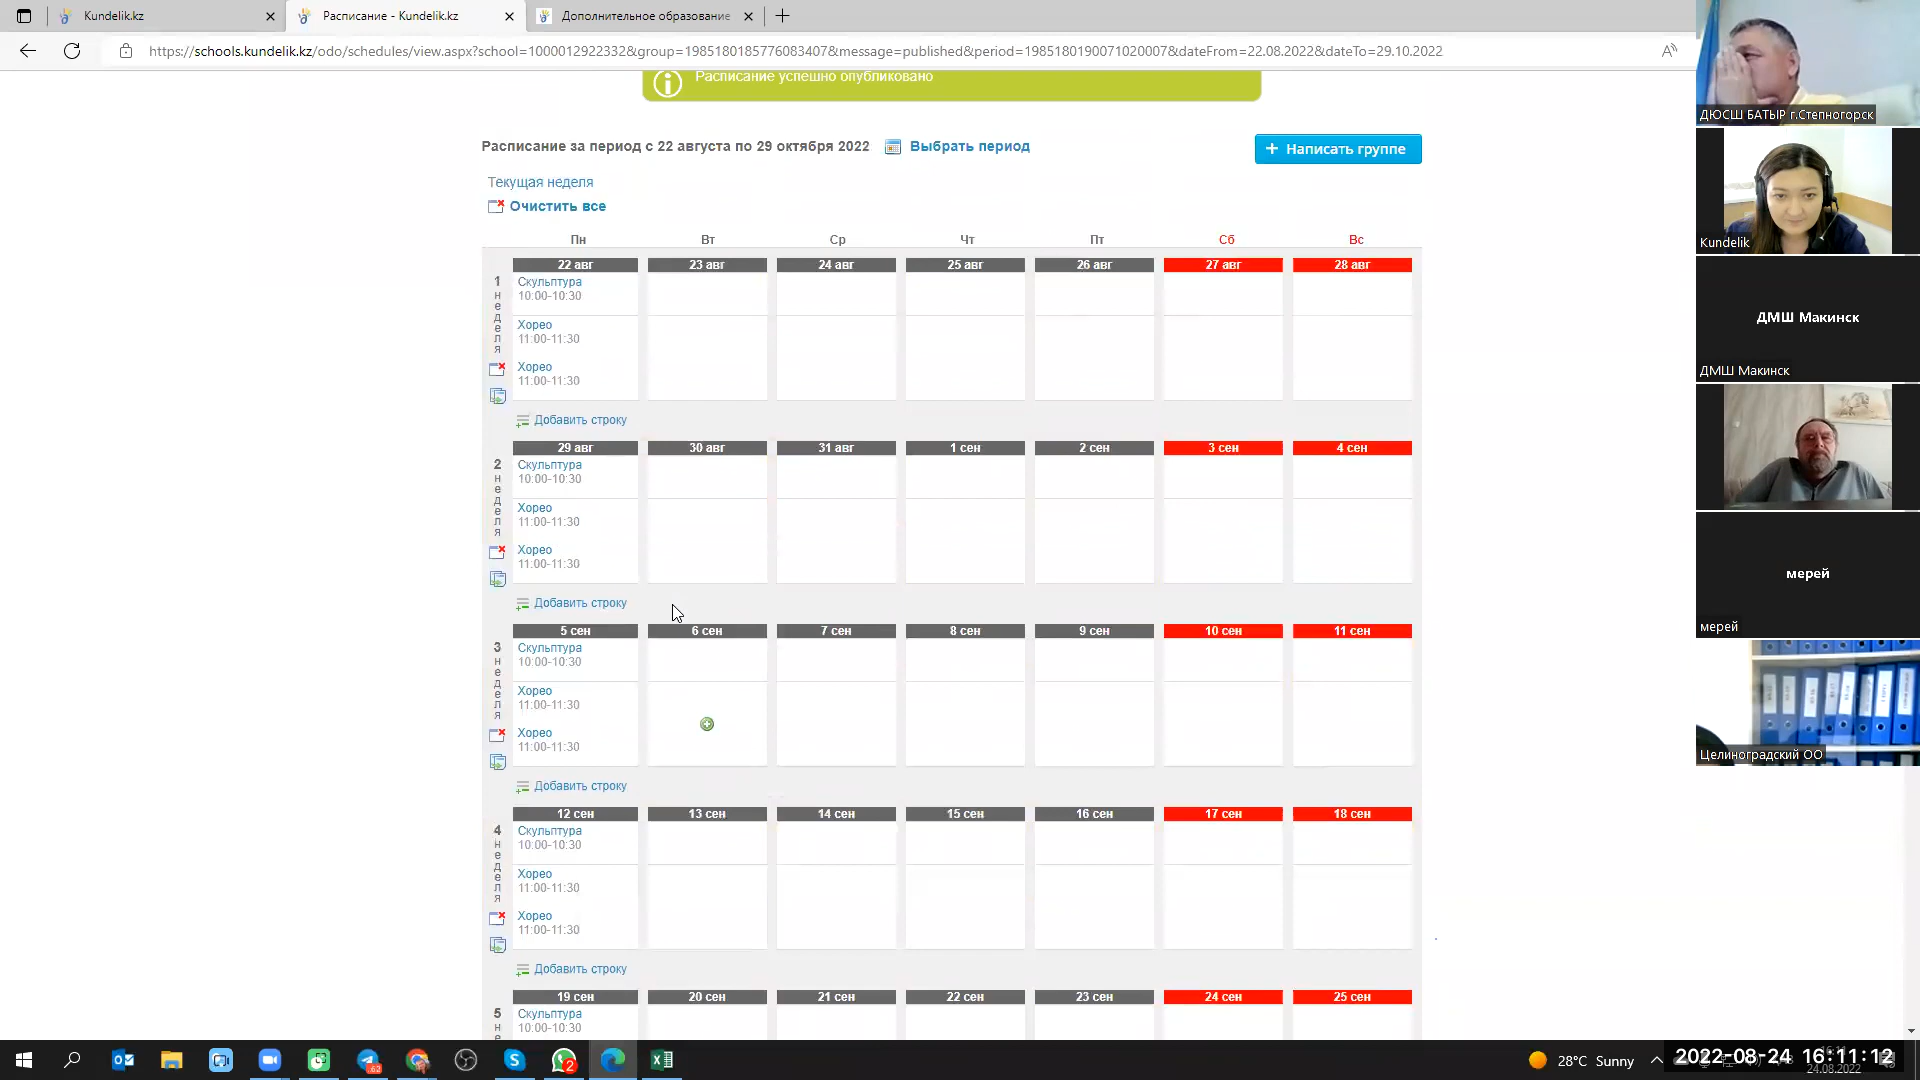 Kundelik.kz
Расписание - Kundelik.kz
Дополнительное образование
https://schools.kundelik.kz/odo/schedules/view.aspx?school=1000012922332&group=1985180185776083407&message=published&period=1985180190071020007&dateFrom=22.08.2022&dateTo=29.10.2022
Расписание успешно опубликовано
Расписание за период с 22 августа по 29 октября 2022 Выбрать период
+ Написать группе
Текущая неделя
Очистить все
Пн Вт Ср Чт Пт Сб Вс
22 авг 23 авг 24 авг 25 авг 26 авг 27 авг 28 авг
1 неделя
Скульптура
10:00-10:30
Хорео
11:00-11:30
Хорео
11:00-11:30
Добавить строку
29 авг 30 авг 31 авг 1 сен 2 сен 3 сен 4 сен
2 неделя
Скульптура
10:00-10:30
Хорео
11:00-11:30
Хорео
11:00-11:30
Добавить строку
5 сен 6 сен 7 сен 8 сен 9 сен 10 сен 11 сен
3 неделя
Скульптура
10:00-10:30
Хорео
11:00-11:30
Хорео
11:00-11:30
Добавить строку
12 сен 13 сен 14 сен 15 сен 16 сен 17 сен 18 сен
4 неделя
Скульптура
10:00-10:30
Хорео
11:00-11:30
Хорео
11:00-11:30
Добавить строку
19 сен 20 сен 21 сен 22 сен 23 сен 24 сен 25 сен
5 не
Скульптура
10:00-10:30
ДЮСШ БАТЫР г.Степногорск
Kundelik
ДМШ Макинск
ДМШ Макинск
мерей
мерей
Целиноградский ОО
28°C Sunny
2022-08-24 16:11:12
24.08.2022